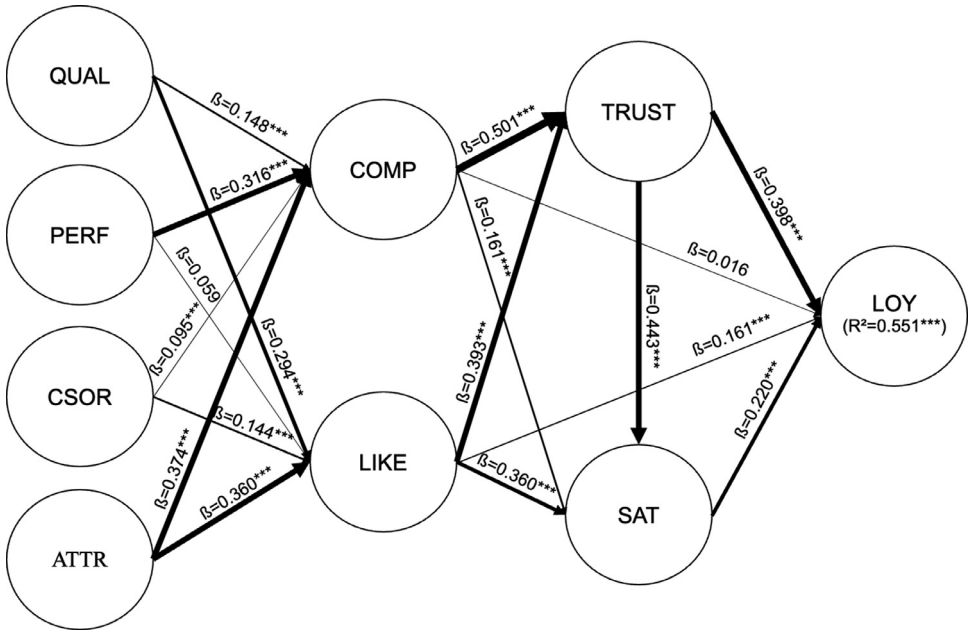 QUAL
PERF
CSOR
ATTR
ß=0.148***
ß=0.316***
ß=0.059
ß=0.095***
ß=0.294***
ß=0.144***
ß=0.374***
ß=0.360***
COMP
LIKE
ß=0.501***
ß=0.161***
ß=0.016
ß=0.393***
ß=0.161***
ß=0.360***
TRUST
ß=0.443***
SAT
ß=0.398***
ß=0.220***
LOY
(R²=0.551***)